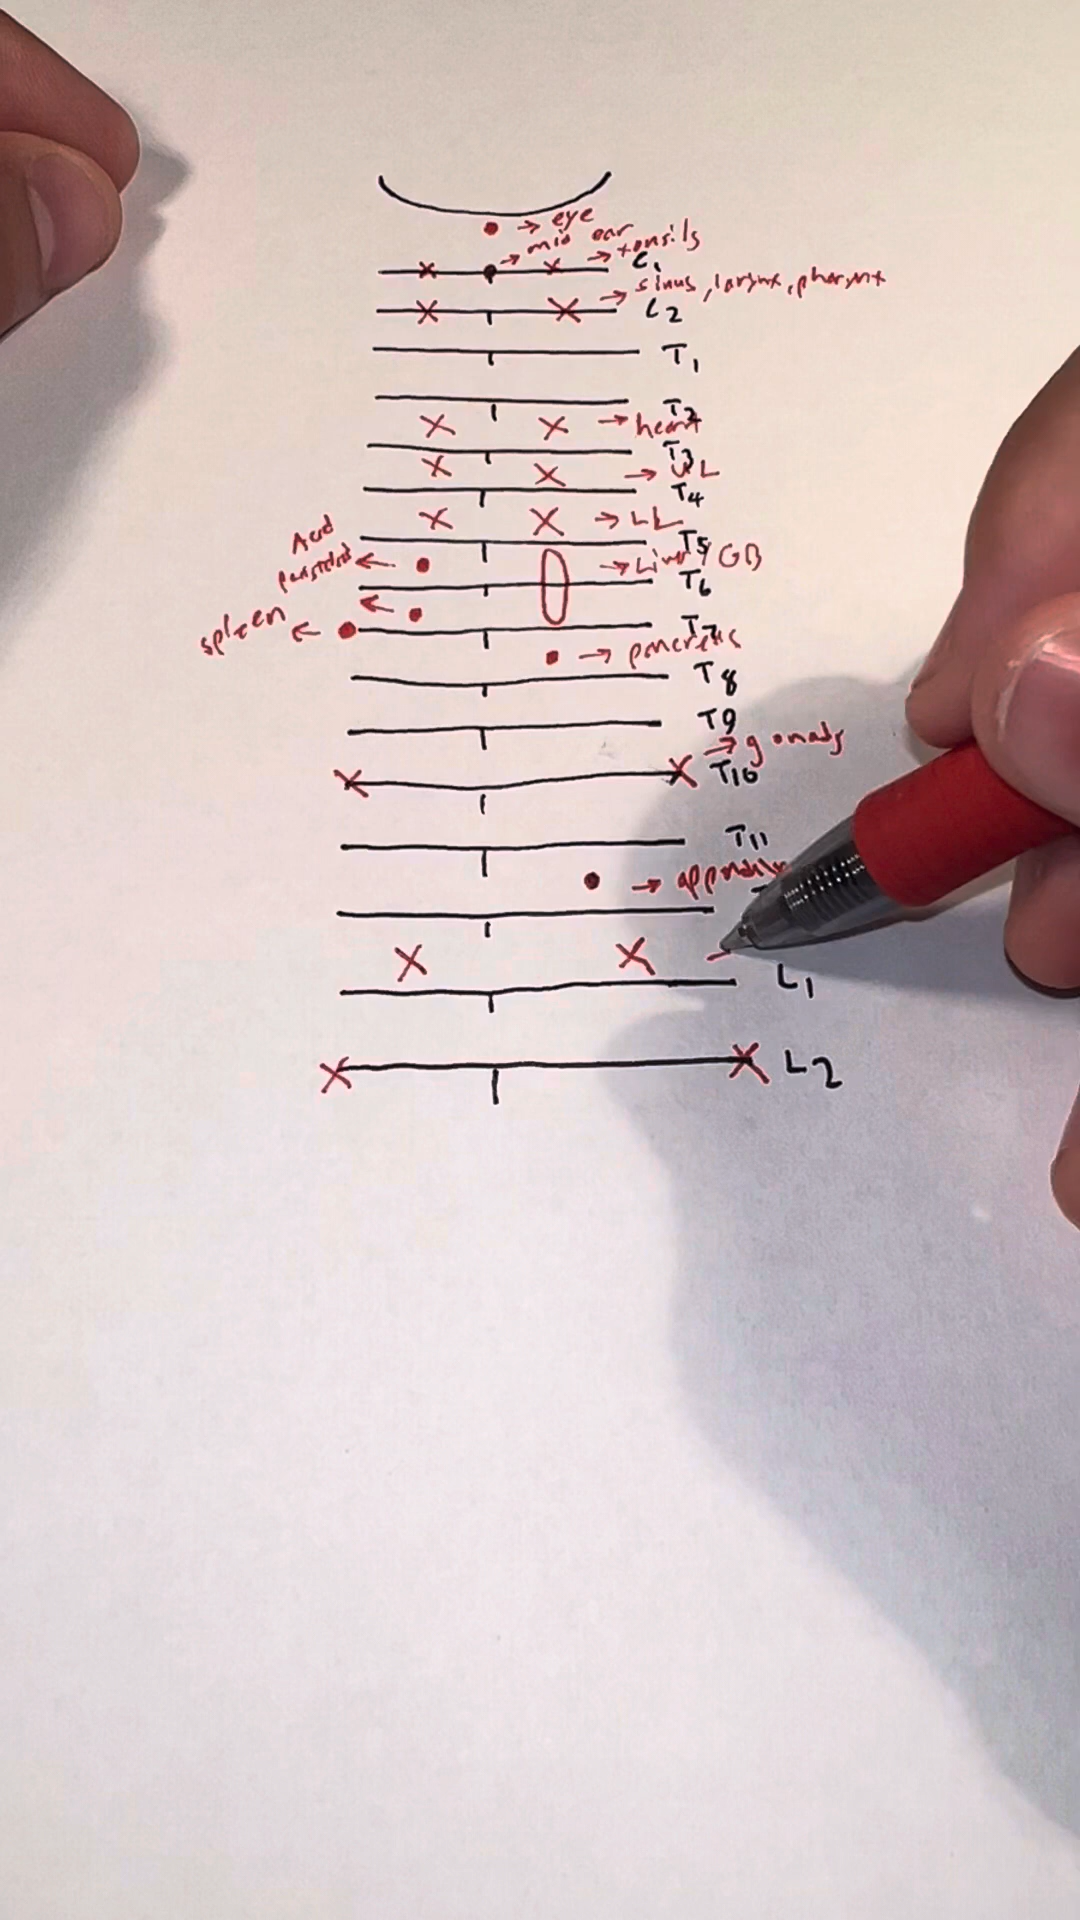 → eye
→ mid ear
→ tonsils
C1
→ sinus, larynx, pharynx
C2
T1
T2
→ heart
T3
→ UL
T4
→ LL
T5
Acid
← 
→ Liver/GB
T6
spleen ←
T7
→ pancreas
T8
T9
→ gonads
T10
T11
→ appendix
L1
L2